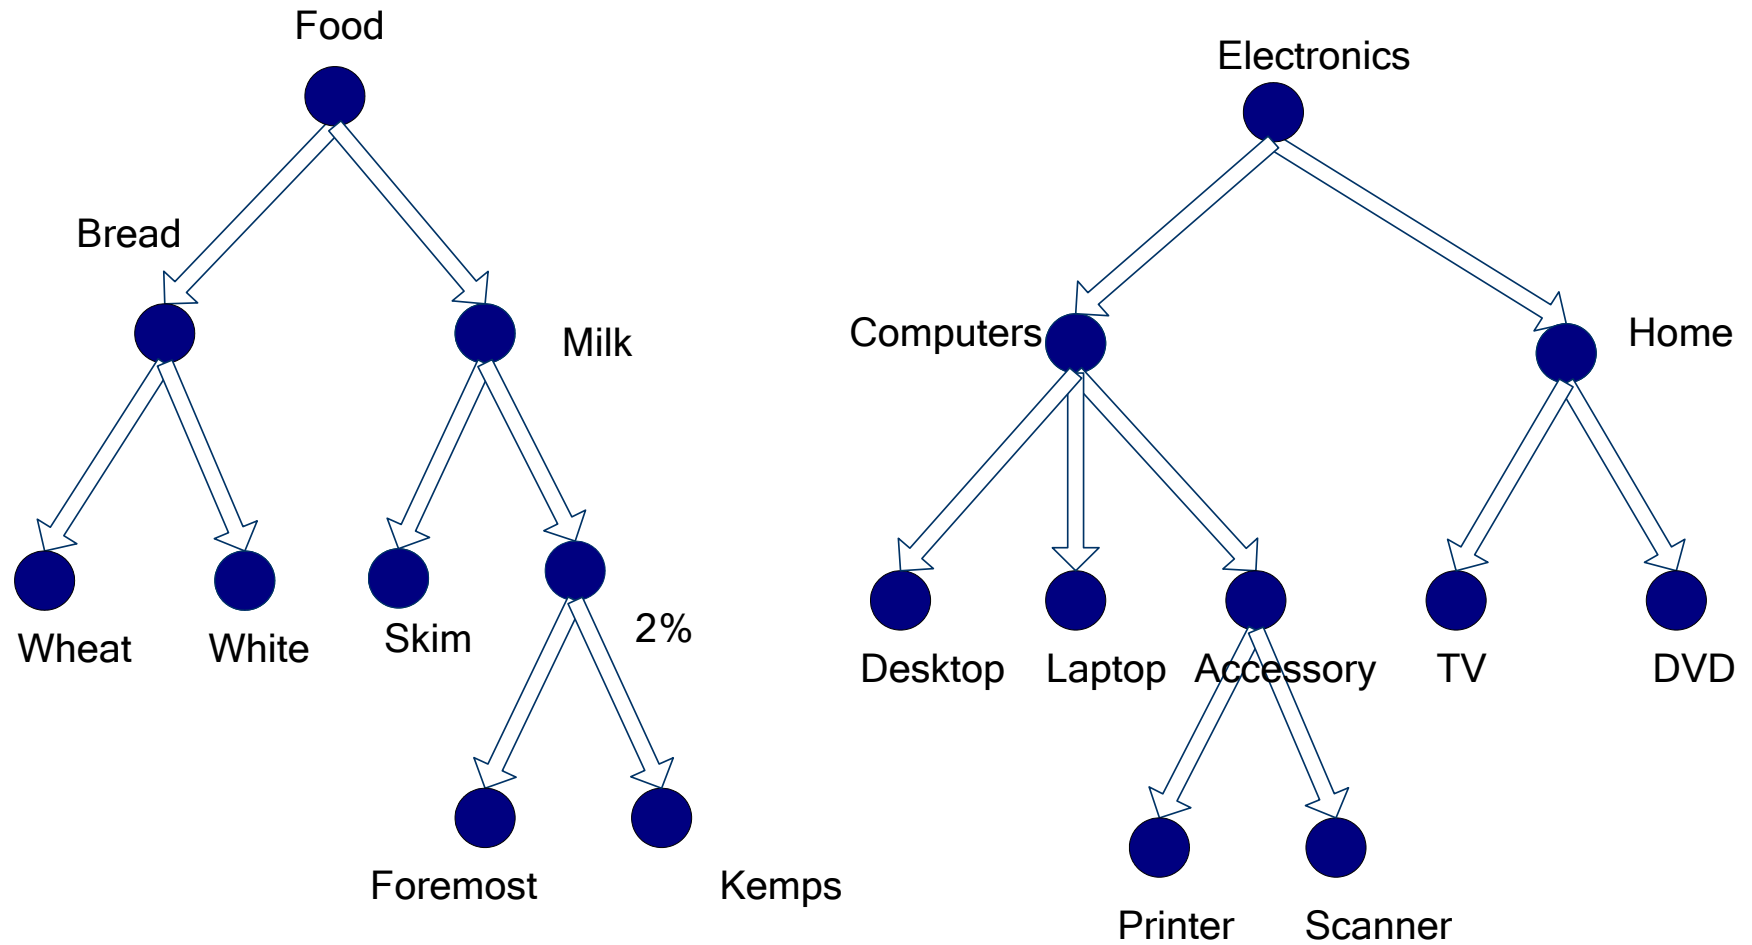 Food
Electronics
Bread
Milk
Computers
Home
Wheat
White
Skim
2%
Desktop
Laptop
Accessory
TV
DVD
Foremost
Kemps
Printer
Scanner